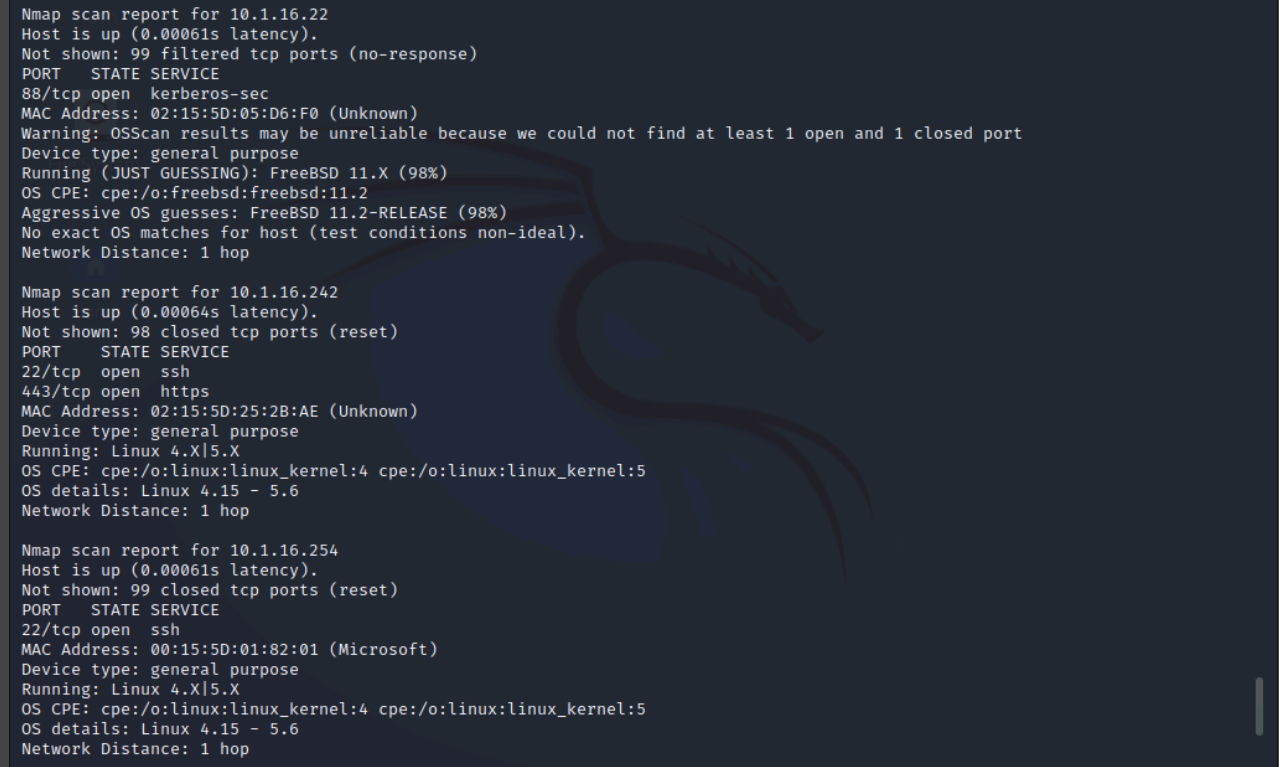 Nmap scan report for 10.1.16.22
Host is up (0.00061s latency).
Not shown: 99 filtered tcp ports (no-response)
PORT   STATE SERVICE
88/tcp open  kerberos-sec
MAC Address: 02:15:5D:05:D6:F0 (Unknown)
Warning: OSScan results may be unreliable because we could not find at least 1 open and 1 closed port
Device type: general purpose
Running (JUST GUESSING): FreeBSD 11.X (98%)
OS CPE: cpe:/o:freebsd:freebsd:11.2
Aggressive OS guesses: FreeBSD 11.2-RELEASE (98%)
No exact OS matches for host (test conditions non-ideal).
Network Distance: 1 hop

Nmap scan report for 10.1.16.242
Host is up (0.00064s latency).
Not shown: 98 closed tcp ports (reset)
PORT    STATE SERVICE
22/tcp  open  ssh
443/tcp open  https
MAC Address: 02:15:5D:25:2B:AE (Unknown)
Device type: general purpose
Running: Linux 4.X|5.X
OS CPE: cpe:/o:linux:linux_kernel:4 cpe:/o:linux:linux_kernel:5
OS details: Linux 4.15 - 5.6
Network Distance: 1 hop

Nmap scan report for 10.1.16.254
Host is up (0.00061s latency).
Not shown: 99 closed tcp ports (reset)
PORT   STATE SERVICE
22/tcp open  ssh
MAC Address: 00:15:5D:01:82:01 (Microsoft)
Device type: general purpose
Running: Linux 4.X|5.X
OS CPE: cpe:/o:linux:linux_kernel:4 cpe:/o:linux:linux_kernel:5
OS details: Linux 4.15 - 5.6
Network Distance: 1 hop